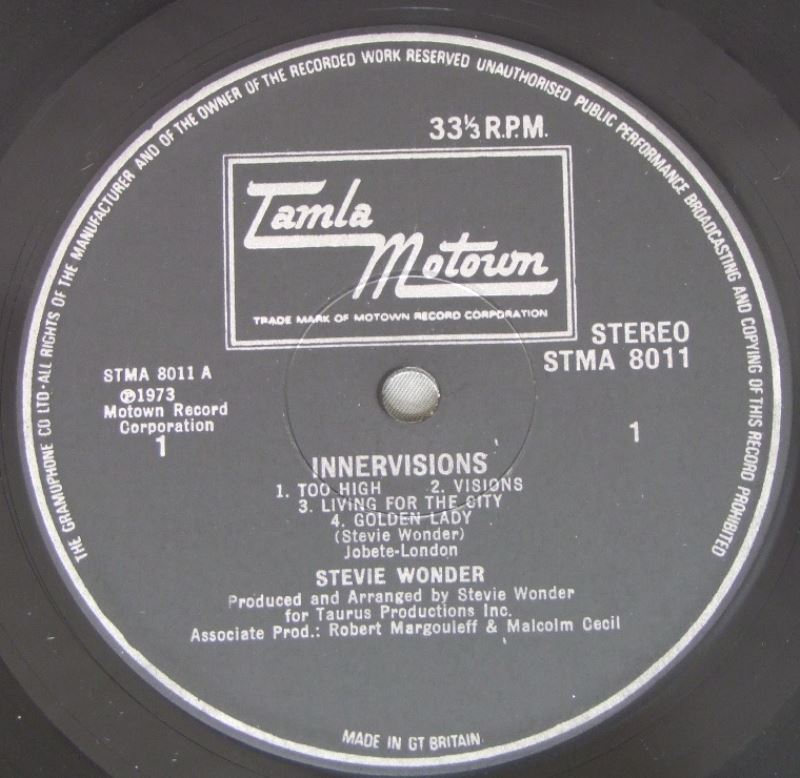 THE GRAMOPHONE CO LTD·ALL RIGHTS OF THE MANUFACTURER AND OF THE OWNER OF THE RECORDED WORK RESERVED UNAUTHORISED PUBLIC PERFORMANCE BROADCASTING AND COPYING OF THIS RECORD PROHIBITED
33⅓ R.P.M.
Tamla
Motown
TRADE MARK OF MOTOWN RECORD CORPORATION
STEREO
STMA 8011
STMA 8011 A
℗1973
Motown Record
Corporation
1
1
INNERVISIONS
1. TOO HIGH 2. VISIONS
3. LIVING FOR THE CITY
4. GOLDEN LADY
(Stevie Wonder)
Jobete-London
STEVIE WONDER
Produced and Arranged by Stevie Wonder
for Taurus Productions Inc.
Associate Prod.: Robert Margouleff & Malcolm Cecil
MADE IN GT BRITAIN